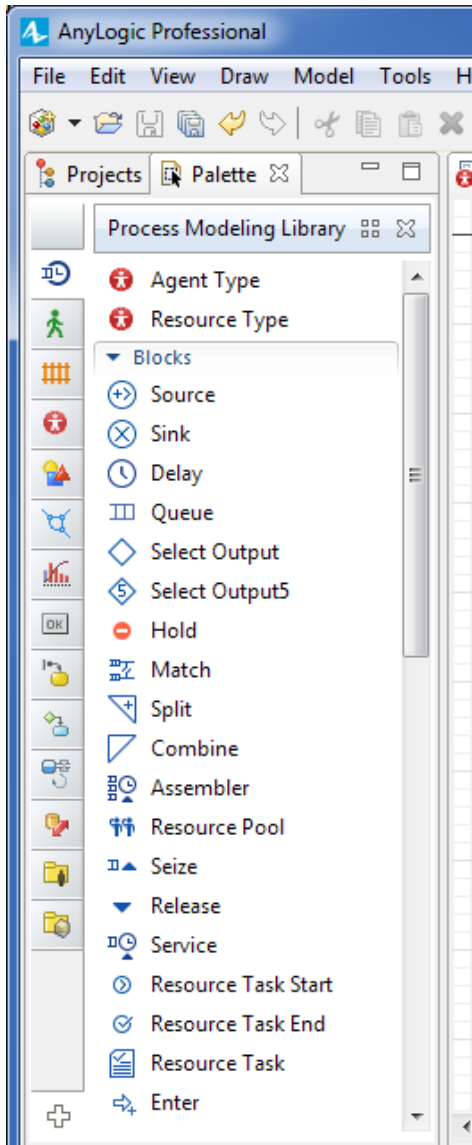 AnyLogic Professional
File Edit View Draw Model Tools H
Projects Palette
Process Modeling Library
Agent Type
Resource Type
Blocks
Source
Sink
Delay
Queue
Select Output
5 Select Output5
Hold
Match
Split
Combine
Assembler
OK
Resource Pool
Seize
Release
Service
Resource Task Start
Resource Task End
Resource Task
Enter